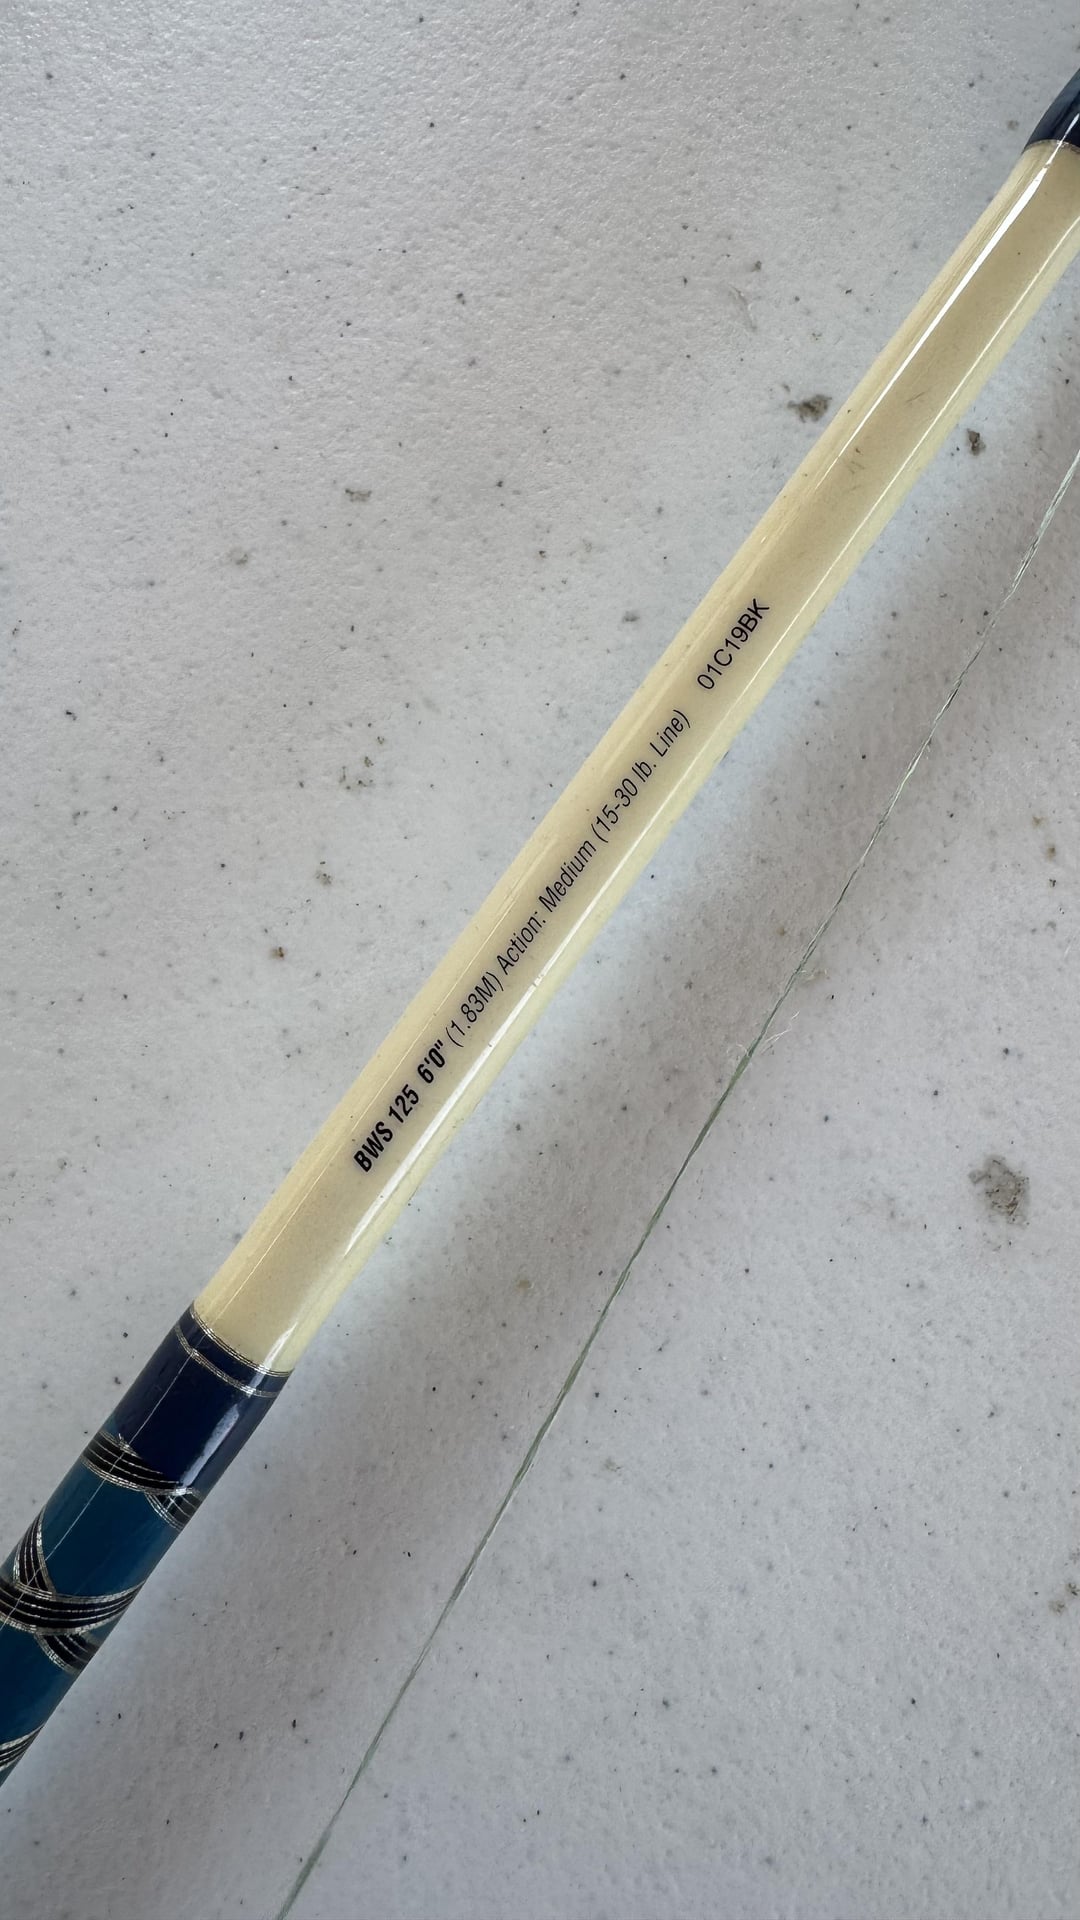 BWS 125 6'0" (1.83M) Action: Medium (15-30 lb. Line) 01C19BK